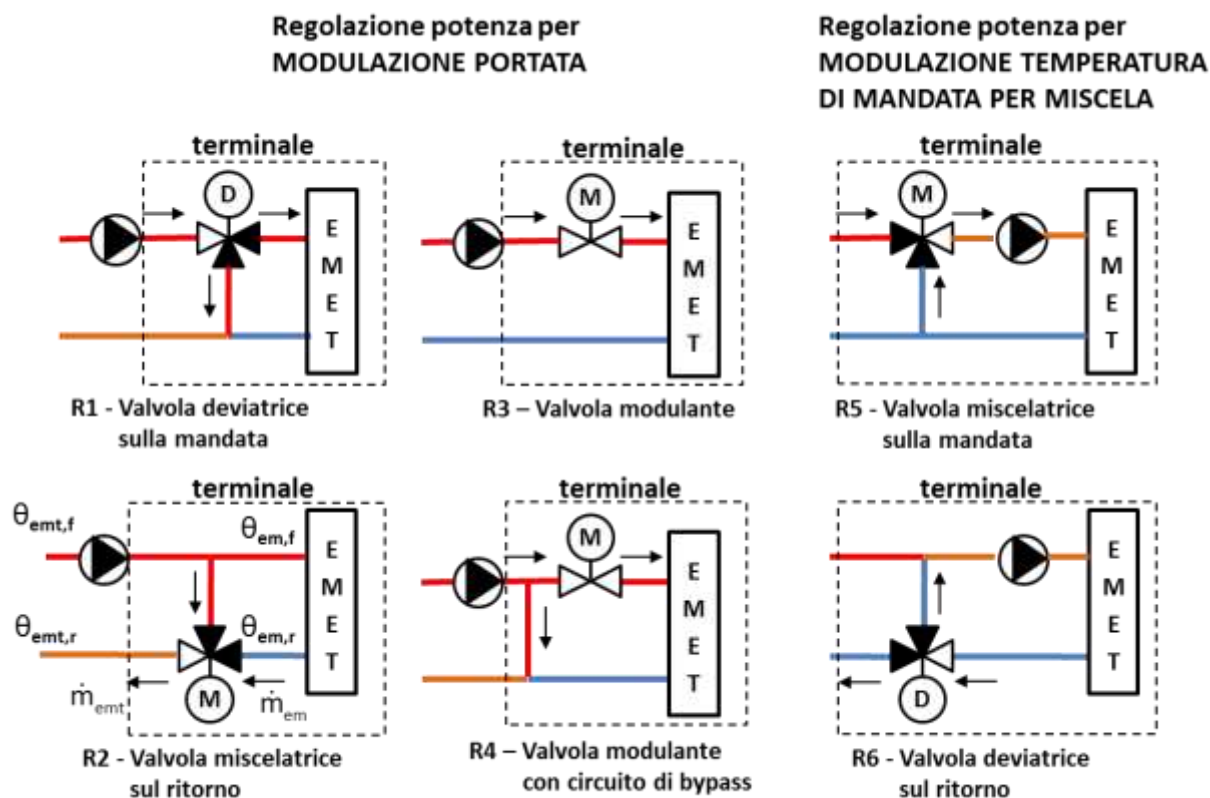 Regolazione potenza per
MODULAZIONE PORTATA
Regolazione potenza per
MODULAZIONE TEMPERATURA
DI MANDATA PER MISCELA
terminale
D
E
M
E
T
R1 - Valvola deviatrice
sulla mandata
terminale
M
E
M
E
T
R3 – Valvola modulante
terminale
M
E
M
E
T
R5 - Valvola miscelatrice
sulla mandata
terminale
θemt,f
θem,f
θemt,r
θem,r
ṁemt
M
ṁem
E
M
E
T
R2 - Valvola miscelatrice
sul ritorno
terminale
M
E
M
E
T
R4 – Valvola modulante
con circuito di bypass
terminale
D
E
M
E
T
R6 - Valvola deviatrice
sul ritorno